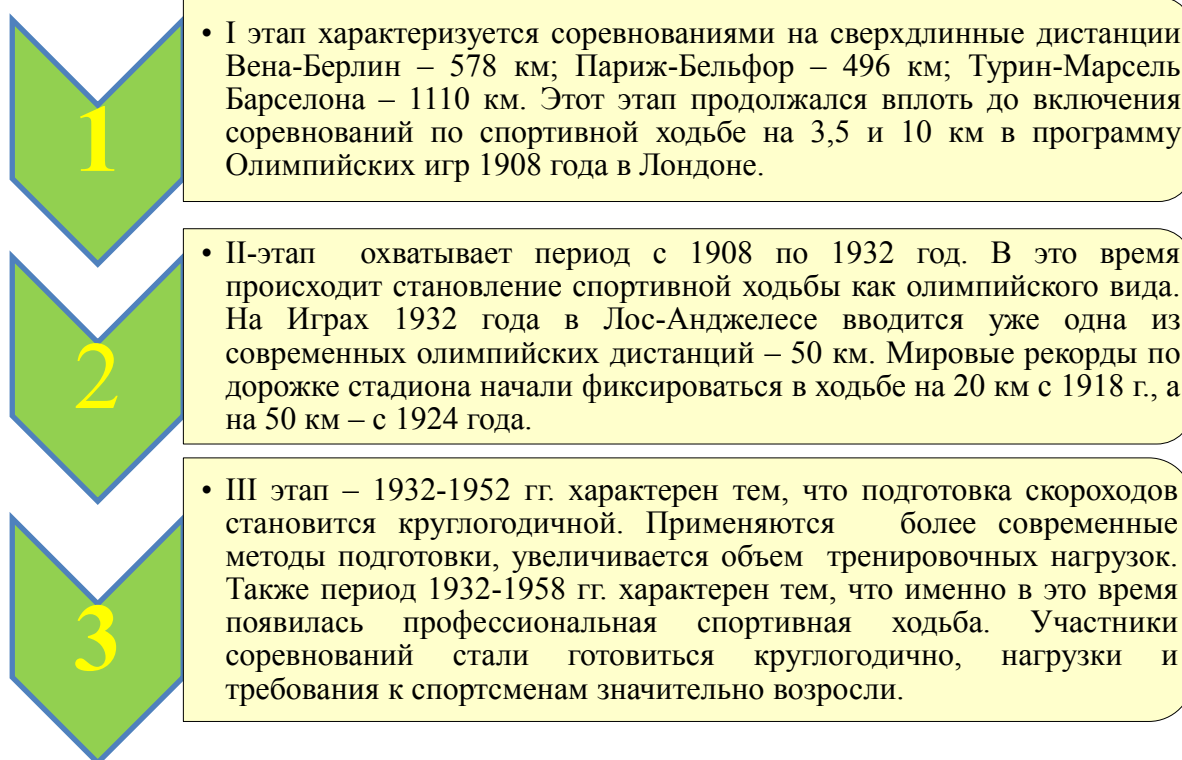 1
• I этап характеризуется соревнованиями на сверхдлинные дистанции
Вена-Берлин – 578 км; Париж-Бельфор – 496 км; Турин-Марсель
Барселона – 1110 км. Этот этап продолжался вплоть до включения
соревнований по спортивной ходьбе на 3,5 и 10 км в программу
Олимпийских игр 1908 года в Лондоне.
2
• II-этап охватывает период с 1908 по 1932 год. В это время
происходит становление спортивной ходьбы как олимпийского вида.
На Играх 1932 года в Лос-Анджелесе вводится уже одна из
современных олимпийских дистанций – 50 км. Мировые рекорды по
дорожке стадиона начали фиксироваться в ходьбе на 20 км с 1918 г., а
на 50 км – с 1924 года.
3
• III этап – 1932-1952 гг. характерен тем, что подготовка скороходов
становится круглогодичной. Применяются более современные
методы подготовки, увеличивается объем тренировочных нагрузок.
Также период 1932-1958 гг. характерен тем, что именно в это время
появилась профессиональная спортивная ходьба. Участники
соревнований стали готовиться круглогодично, нагрузки и
требования к спортсменам значительно возросли.